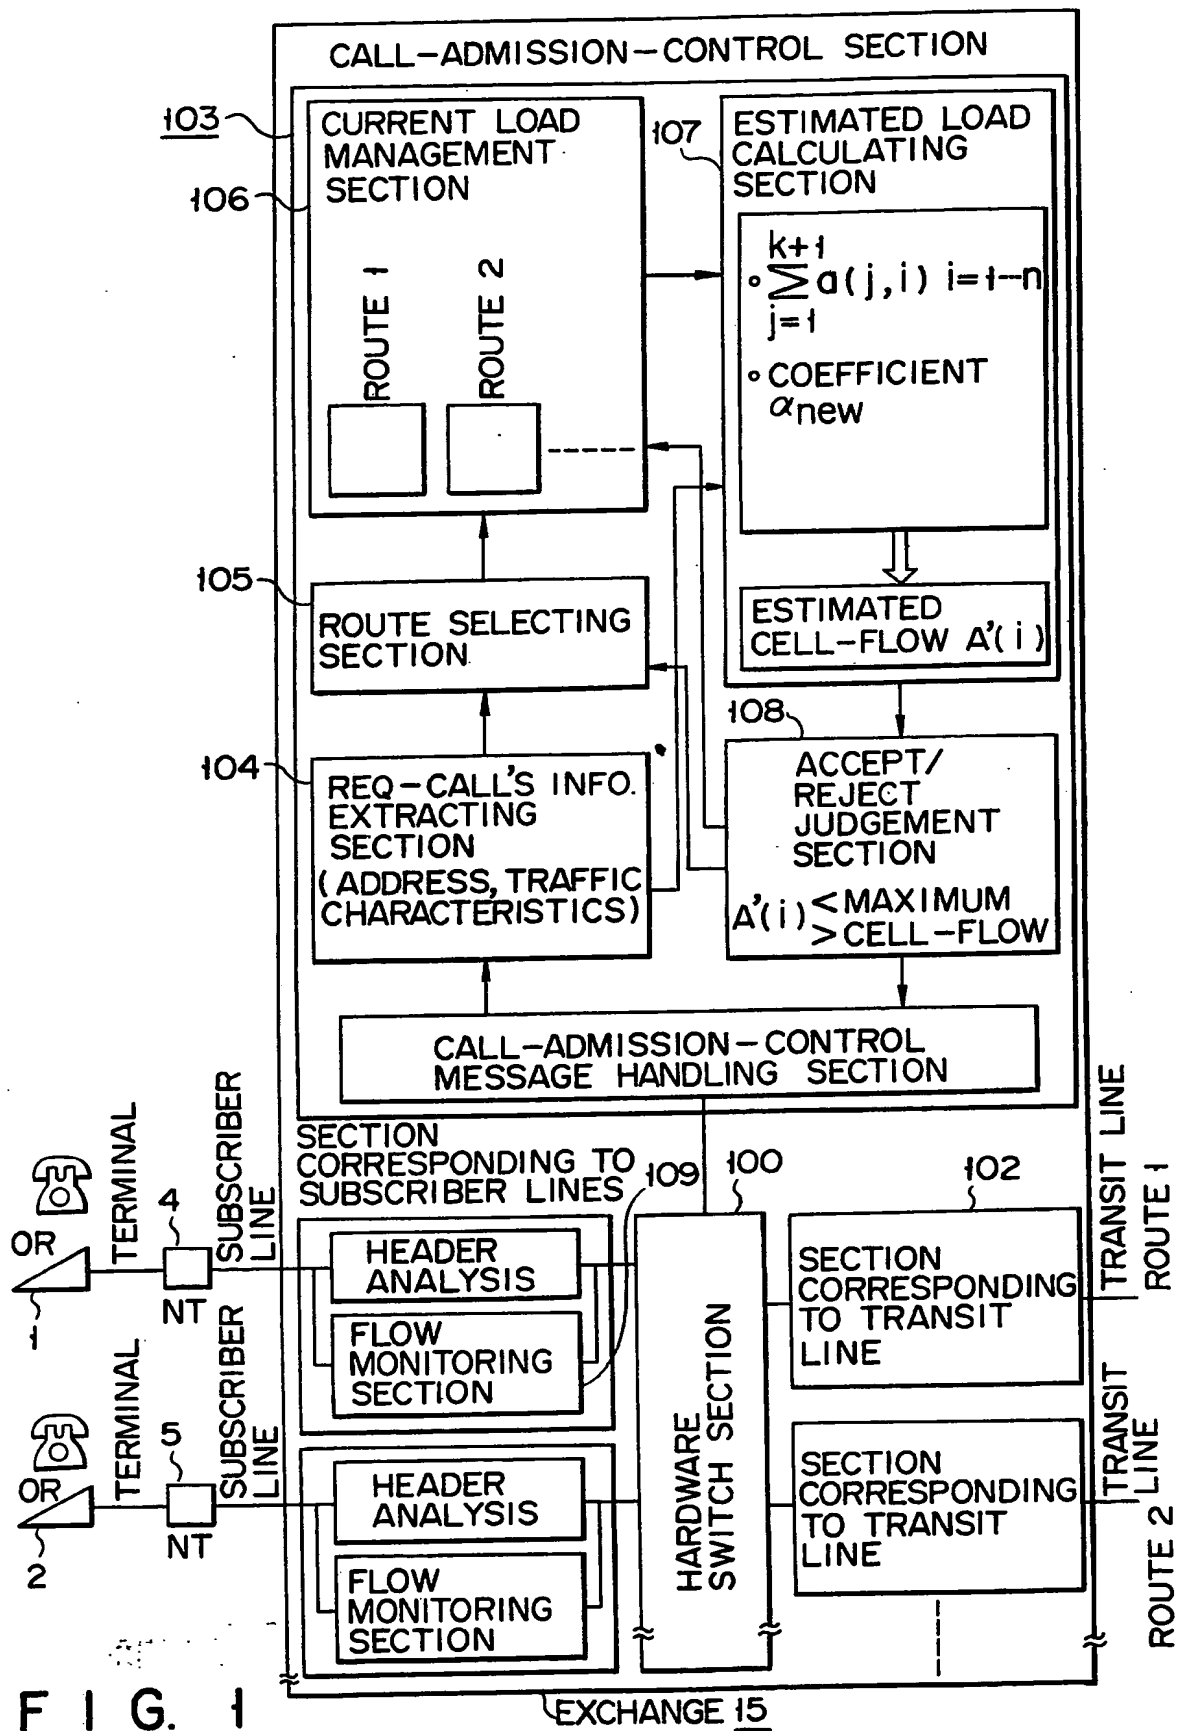 CALL-ADMISSION-CONTROL SECTION
103
CURRENT LOAD
MANAGEMENT
SECTION
106
ROUTE 1
ROUTE 2
107
ESTIMATED LOAD
CALCULATING
SECTION
k+1
∘ ∑ a(j,i) i=1---n
j=1
∘ COEFFICIENT
αnew
ESTIMATED
CELL-FLOW A'(i)
105
ROUTE SELECTING
SECTION
104
REQ-CALL'S INFO.
EXTRACTING
SECTION
(ADDRESS, TRAFFIC
CHARACTERISTICS)
108
ACCEPT/
REJECT
JUDGEMENT
SECTION
A'(i) < MAXIMUM
> CELL-FLOW
CALL-ADMISSION-CONTROL
MESSAGE HANDLING SECTION
SECTION
CORRESPONDING TO
SUBSCRIBER LINES
109
100
102
OR
1
TERMINAL
4
NT
SUBSCRIBER
LINE
HEADER
ANALYSIS
FLOW
MONITORING
SECTION
HARDWARE
SWITCH SECTION
SECTION
CORRESPONDING
TO TRANSIT
LINE
TRANSIT LINE
ROUTE 1
OR
2
TERMINAL
5
NT
SUBSCRIBER
LINE
HEADER
ANALYSIS
FLOW
MONITORING
SECTION
SECTION
CORRESPONDING
TO TRANSIT
LINE
TRANSIT
LINE
ROUTE 2
EXCHANGE 15
FIG. 1